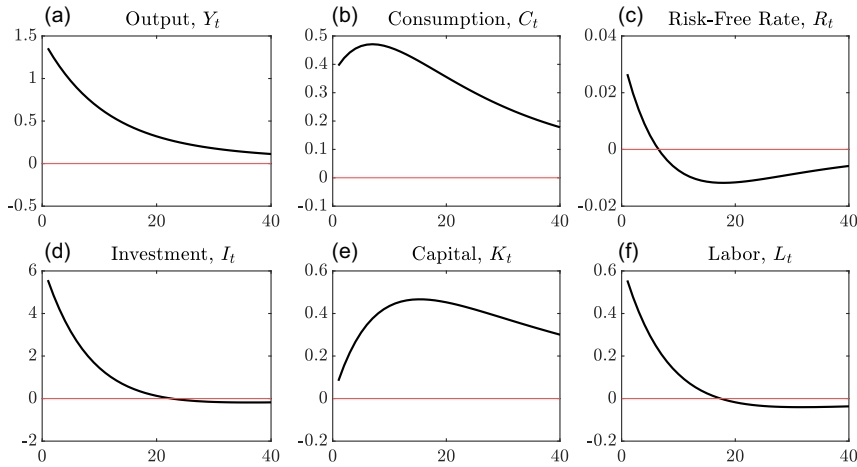 (a) Output, Y_t
1.5
1
0.5
0
-0.5
0 20 40
(b) Consumption, C_t
0.5
0.4
0.3
0.2
0.1
0
-0.1
0 20 40
(c) Risk-Free Rate, R_t
0.04
0.02
0
-0.02
0 20 40
(d) Investment, I_t
6
4
2
0
-2
0 20 40
(e) Capital, K_t
0.6
0.4
0.2
0
-0.2
0 20 40
(f) Labor, L_t
0.6
0.4
0.2
0
-0.2
0 20 40